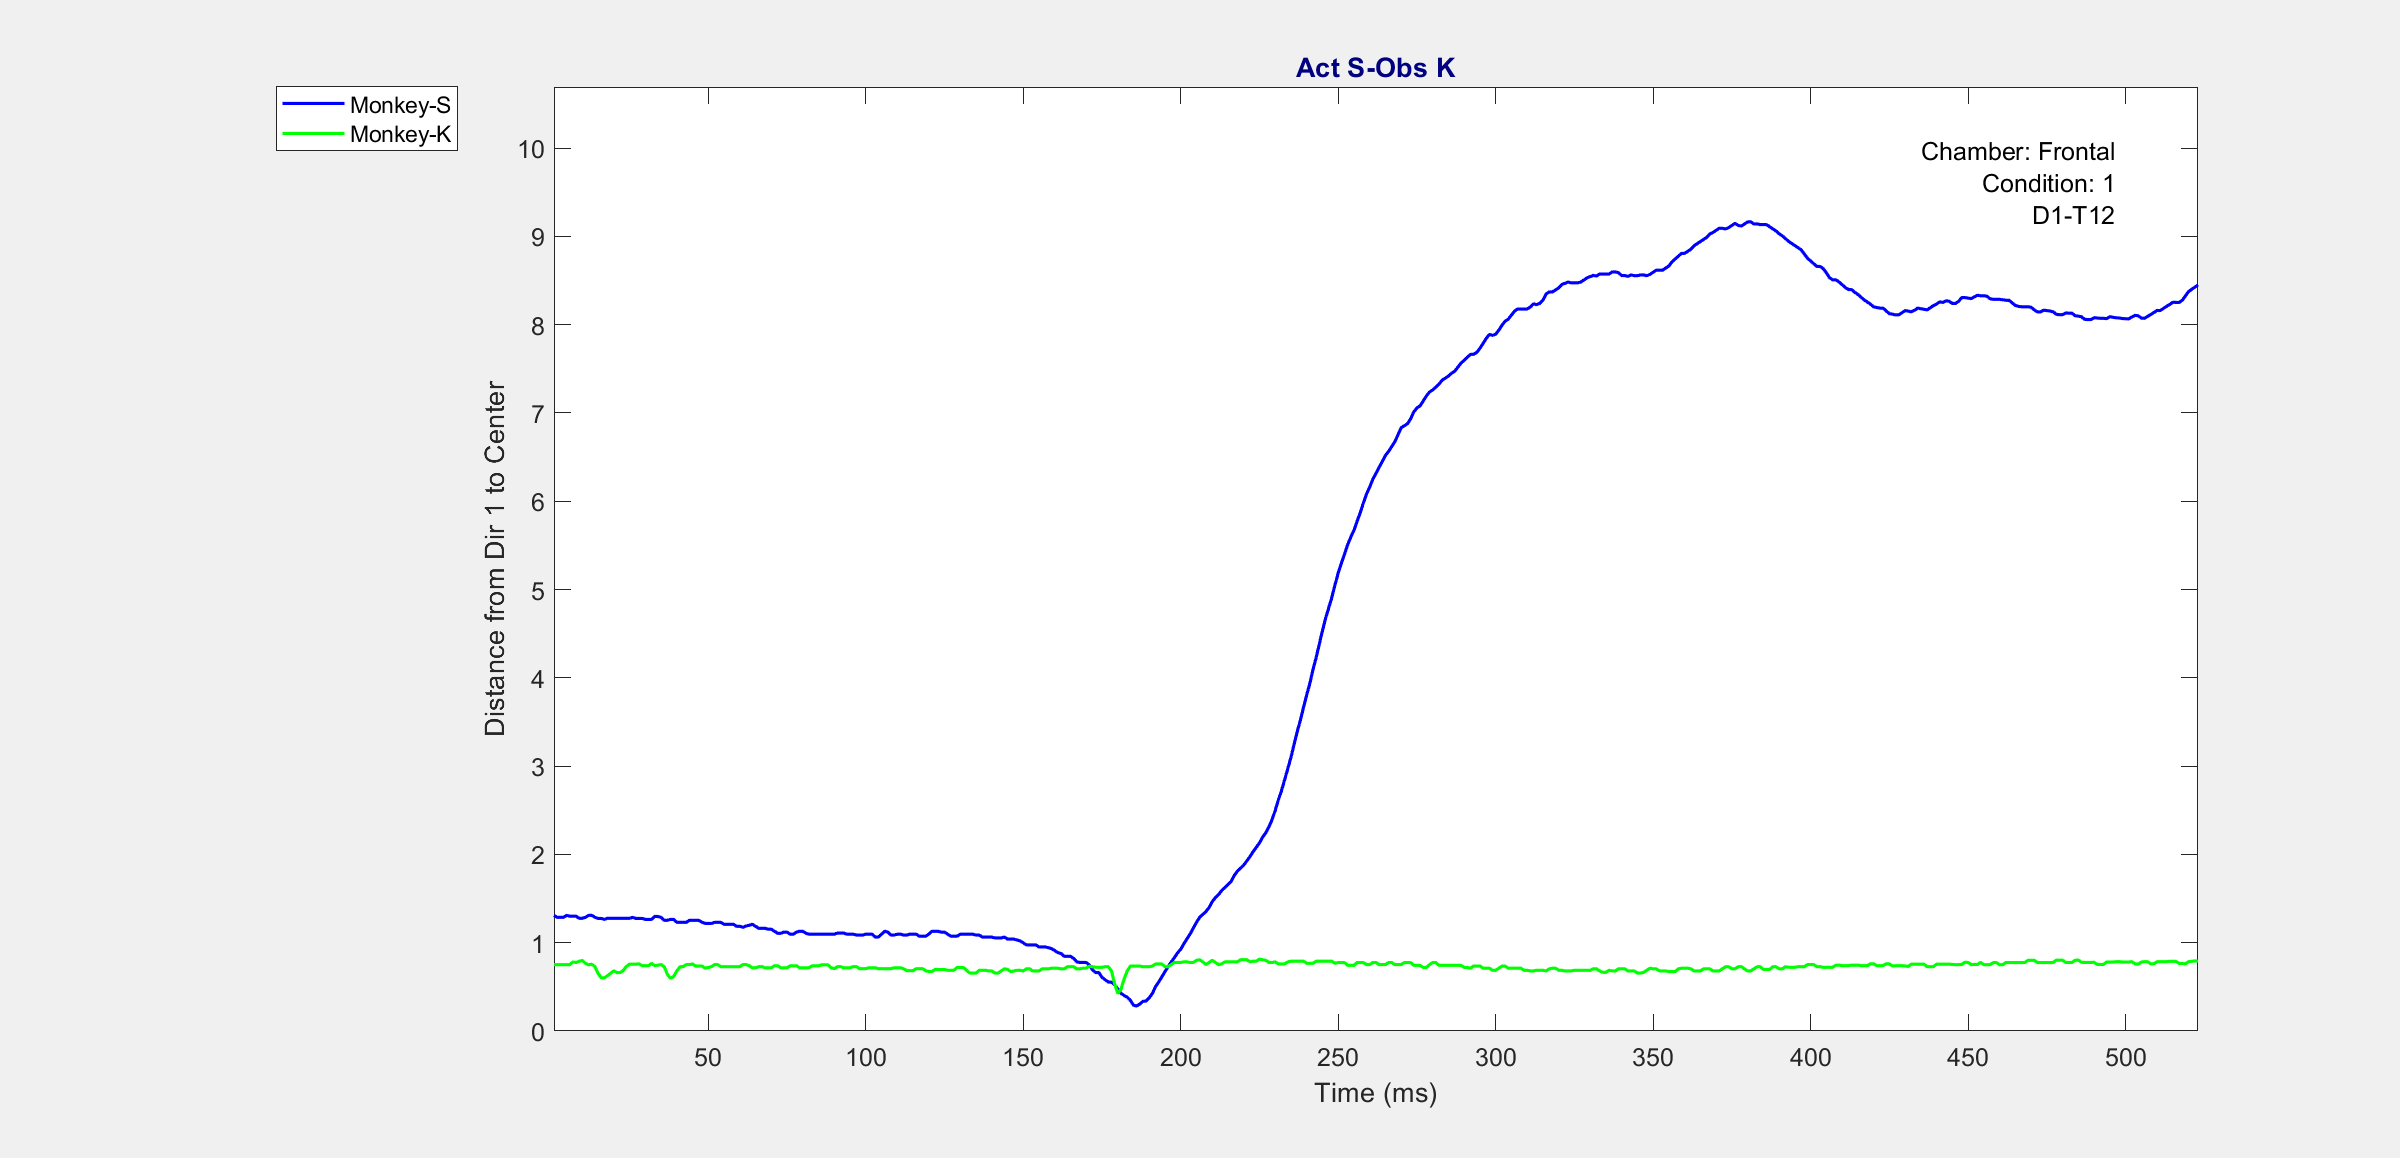 Act S-Obs K
Monkey-S
Monkey-K
Chamber: Frontal
Condition: 1
D1-T12
10
9
8
7
6
5
4
3
2
1
0
Distance from Dir 1 to Center
50 100 150 200 250 300 350 400 450 500
Time (ms)